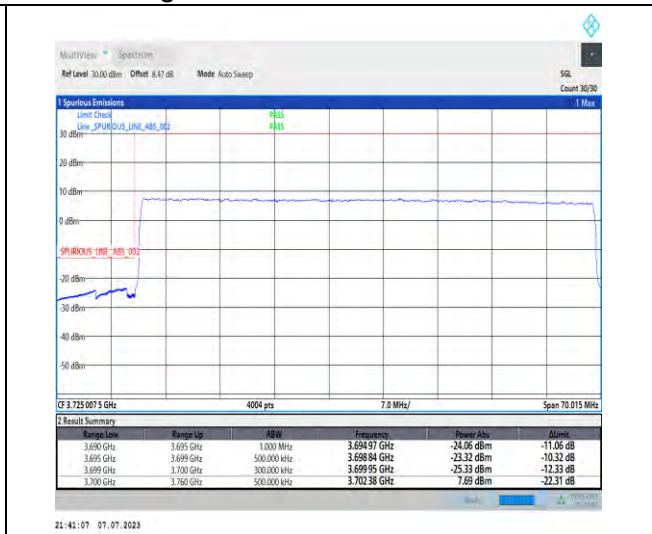 MultiView Spectrum
Ref Level 30.00 dBm Offset 8.47 dB Mode Auto Sweep SGL
Count 30/30
1 Spurious Emissions 1 Max
Limit Check PASS
Line _SPURIOUS_LINE_ABS_002 PASS
30 dBm
20 dBm
10 dBm
0 dBm
SPURIOUS_LINE_ABS_002
-20 dBm
-30 dBm
-40 dBm
-50 dBm
CF 3.725 007 5 GHz 4004 pts 7.0 MHz/ Span 70.015 MHz
2 Result Summary
Range Low Range Up RBW Frequency Power Abs ΔLimit
3.690 GHz 3.695 GHz 1.000 MHz 3.694 97 GHz -24.06 dBm -11.06 dB
3.695 GHz 3.699 GHz 500.000 kHz 3.698 84 GHz -23.32 dBm -10.32 dB
3.699 GHz 3.700 GHz 300.000 kHz 3.699 95 GHz -25.33 dBm -12.33 dB
3.700 GHz 3.760 GHz 500.000 kHz 3.702 38 GHz 7.69 dBm -22.31 dB
21:41:07 07.07.2023